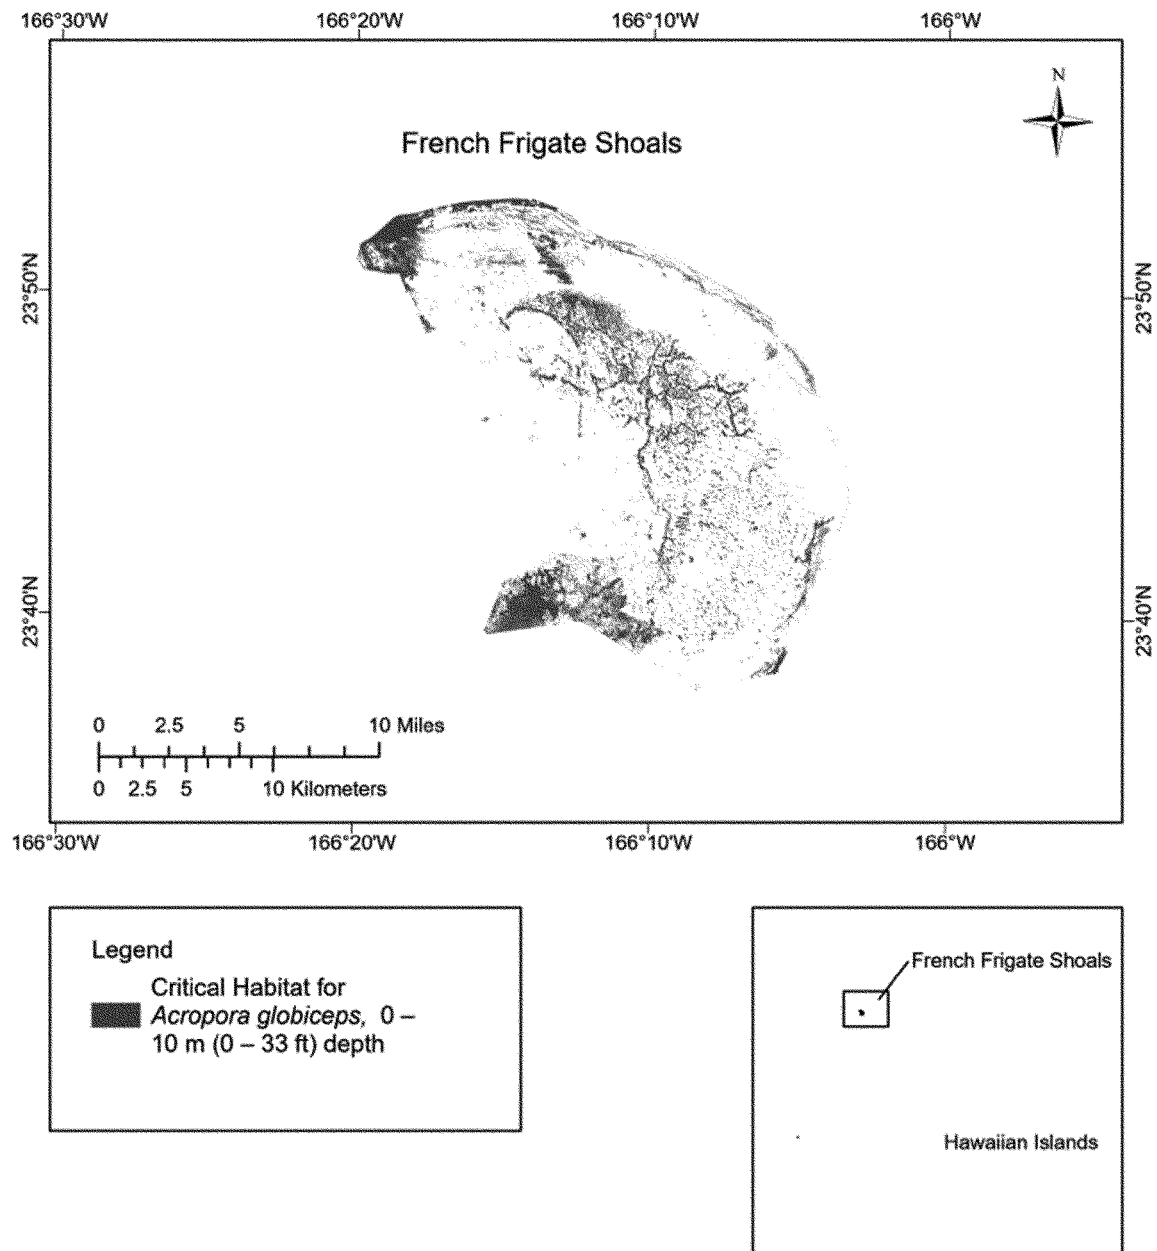 166°30'W 166°20'W 166°10'W 166°W
N
French Frigate Shoals
23°50'N 23°50'N
23°40'N 23°40'N
0 2.5 5 10 Miles
0 2.5 5 10 Kilometers
166°30'W 166°20'W 166°10'W 166°W
Legend
Critical Habitat for
Acropora globiceps, 0 –
10 m (0 – 33 ft) depth
French Frigate Shoals
Hawaiian Islands